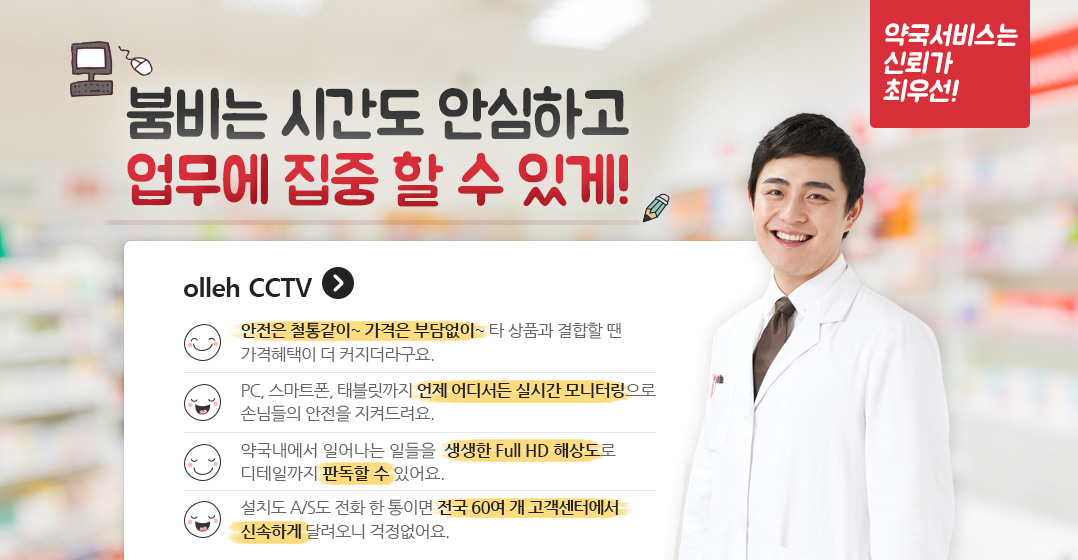 약국서비스는
신뢰가
최우선!
붐비는 시간도 안심하고
업무에 집중 할 수 있게!
olleh CCTV
안전은 철통같이~ 가격은 부담없이~ 타 상품과 결합할 땐
가격혜택이 더 커지더라구요.
PC, 스마트폰, 태블릿까지 언제 어디서든 실시간 모니터링으로
손님들의 안전을 지켜드려요.
약국내에서 일어나는 일들을 생생한 Full HD 해상도로
디테일까지 판독할 수 있어요.
설치도 A/S도 전화 한 통이면 전국 60여 개 고객센터에서
신속하게 달려오니 걱정없어요.